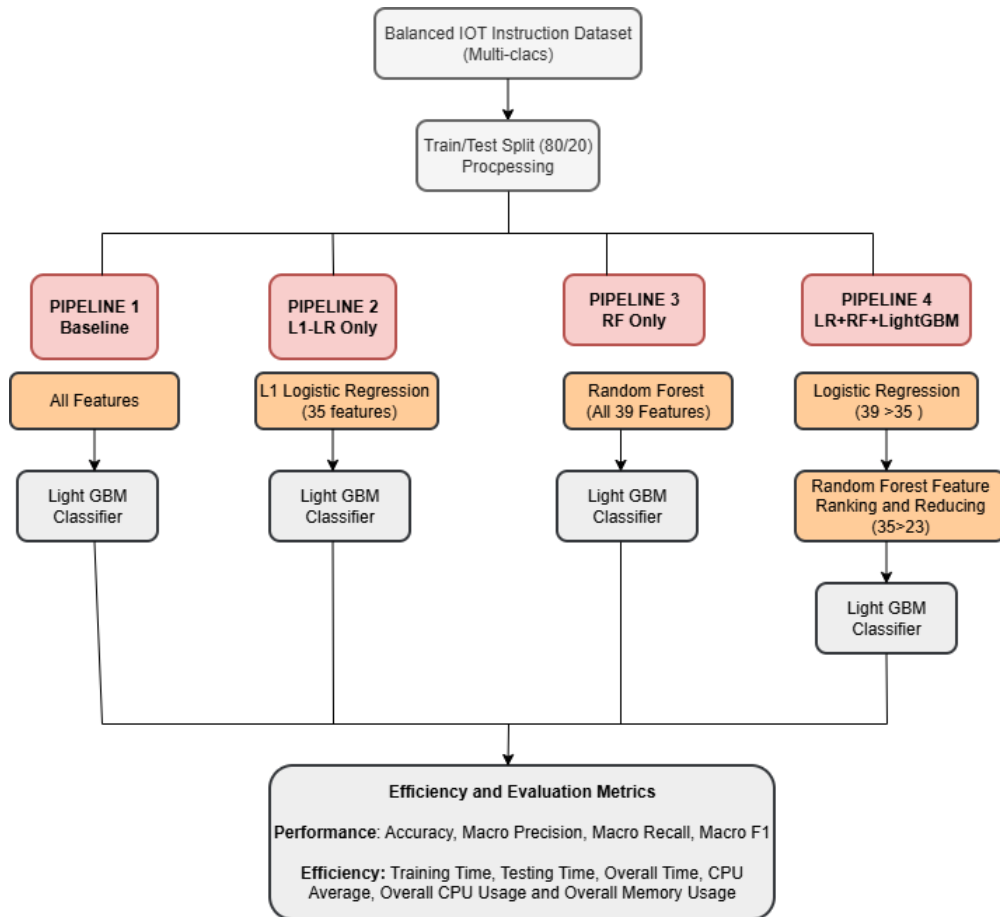 Balanced IOT Instruction Dataset
(Multi-clacs)
Train/Test Split (80/20)
Procpessing
PIPELINE 1
Baseline
PIPELINE 2
L1-LR Only
PIPELINE 3
RF Only
PIPELINE 4
LR+RF+LightGBM
All Features
L1 Logistic Regression
(35 features)
Random Forest
(All 39 Features)
Logistic Regression
(39 >35 )
Light GBM
Classifier
Light GBM
Classifier
Light GBM
Classifier
Random Forest Feature
Ranking and Reducing
(35>23)
Light GBM
Classifier
Efficiency and Evaluation Metrics
Performance: Accuracy, Macro Precision, Macro Recall, Macro F1
Efficiency: Training Time, Testing Time, Overall Time, CPU
Average, Overall CPU Usage and Overall Memory Usage